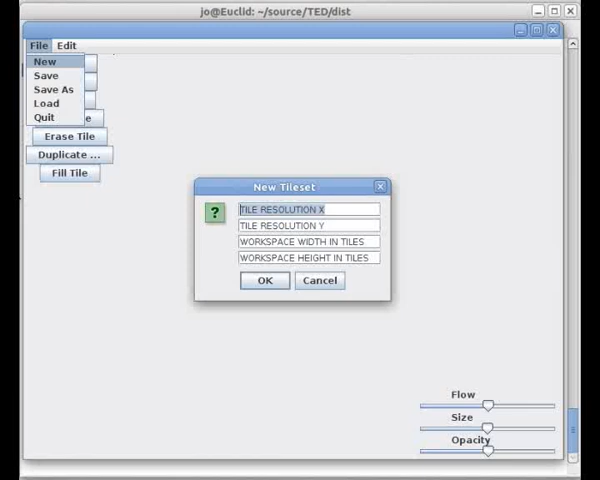 jo@Euclid: ~/source/TED/dist
File Edit
New
Save
Save As
Load
Quit
e
Erase Tile
Duplicate ...
Fill Tile
New Tileset
?
TILE RESOLUTION X
TILE RESOLUTION Y
WORKSPACE WIDTH IN TILES
WORKSPACE HEIGHT IN TILES
OK Cancel
Flow
Size
Opacity